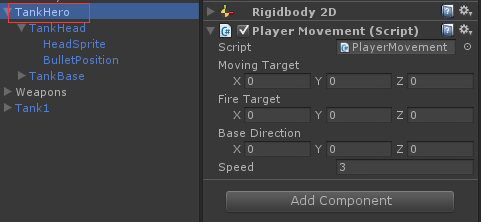 TankHero
TankHead
HeadSprite
BulletPosition
TankBase
Weapons
Tank1
Rigidbody 2D
Player Movement (Script)
Script PlayerMovement
Moving Target
X 0 Y 0 Z 0
Fire Target
X 0 Y 0 Z 0
Base Direction
X 0 Y 0 Z 0
Speed 3
Add Component